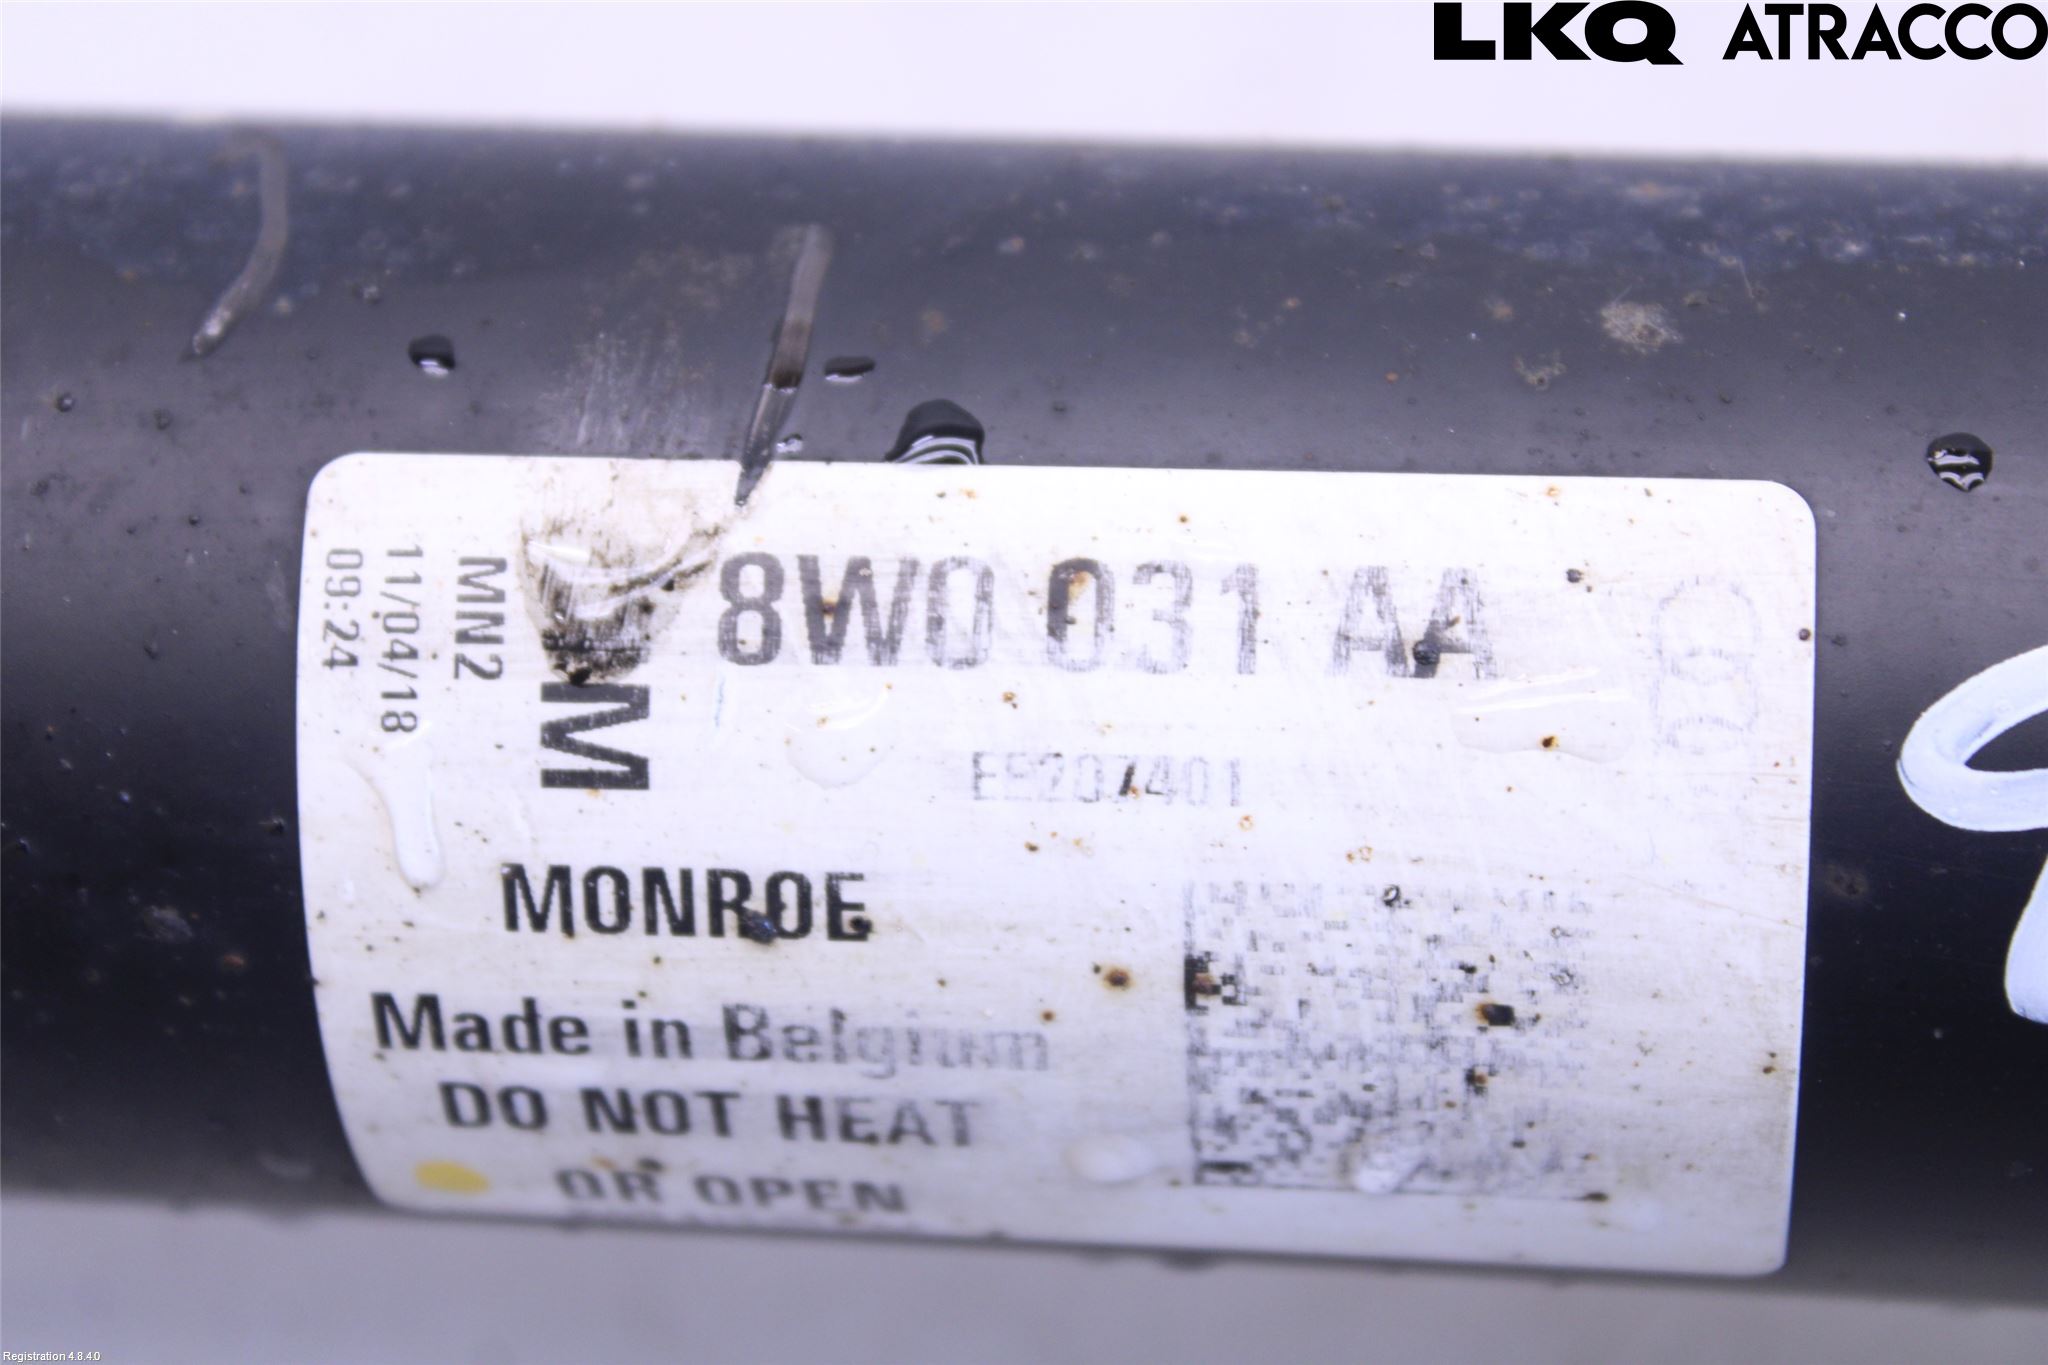 LKQ ATRACCO
MN2
11/04/18
09:24
8W0 031 AA
M
MONROE
Made in Belgium
DO NOT HEAT
OR OPEN
Registration 4.8.4.0